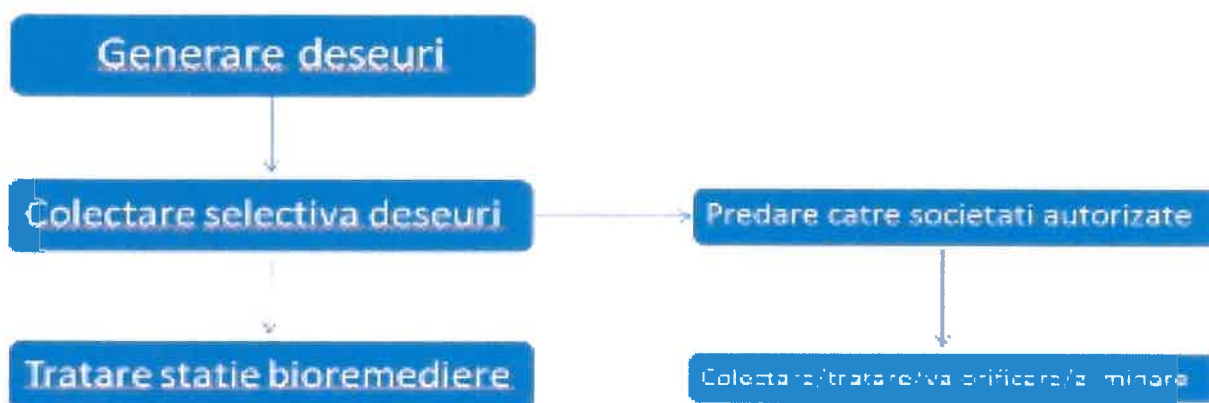 Generare deseuri
Colectare selectiva deseuri
Predare catre societati autorizate
Tratare statie bioremediere
Colectare/tratare/valorificare/eliminare